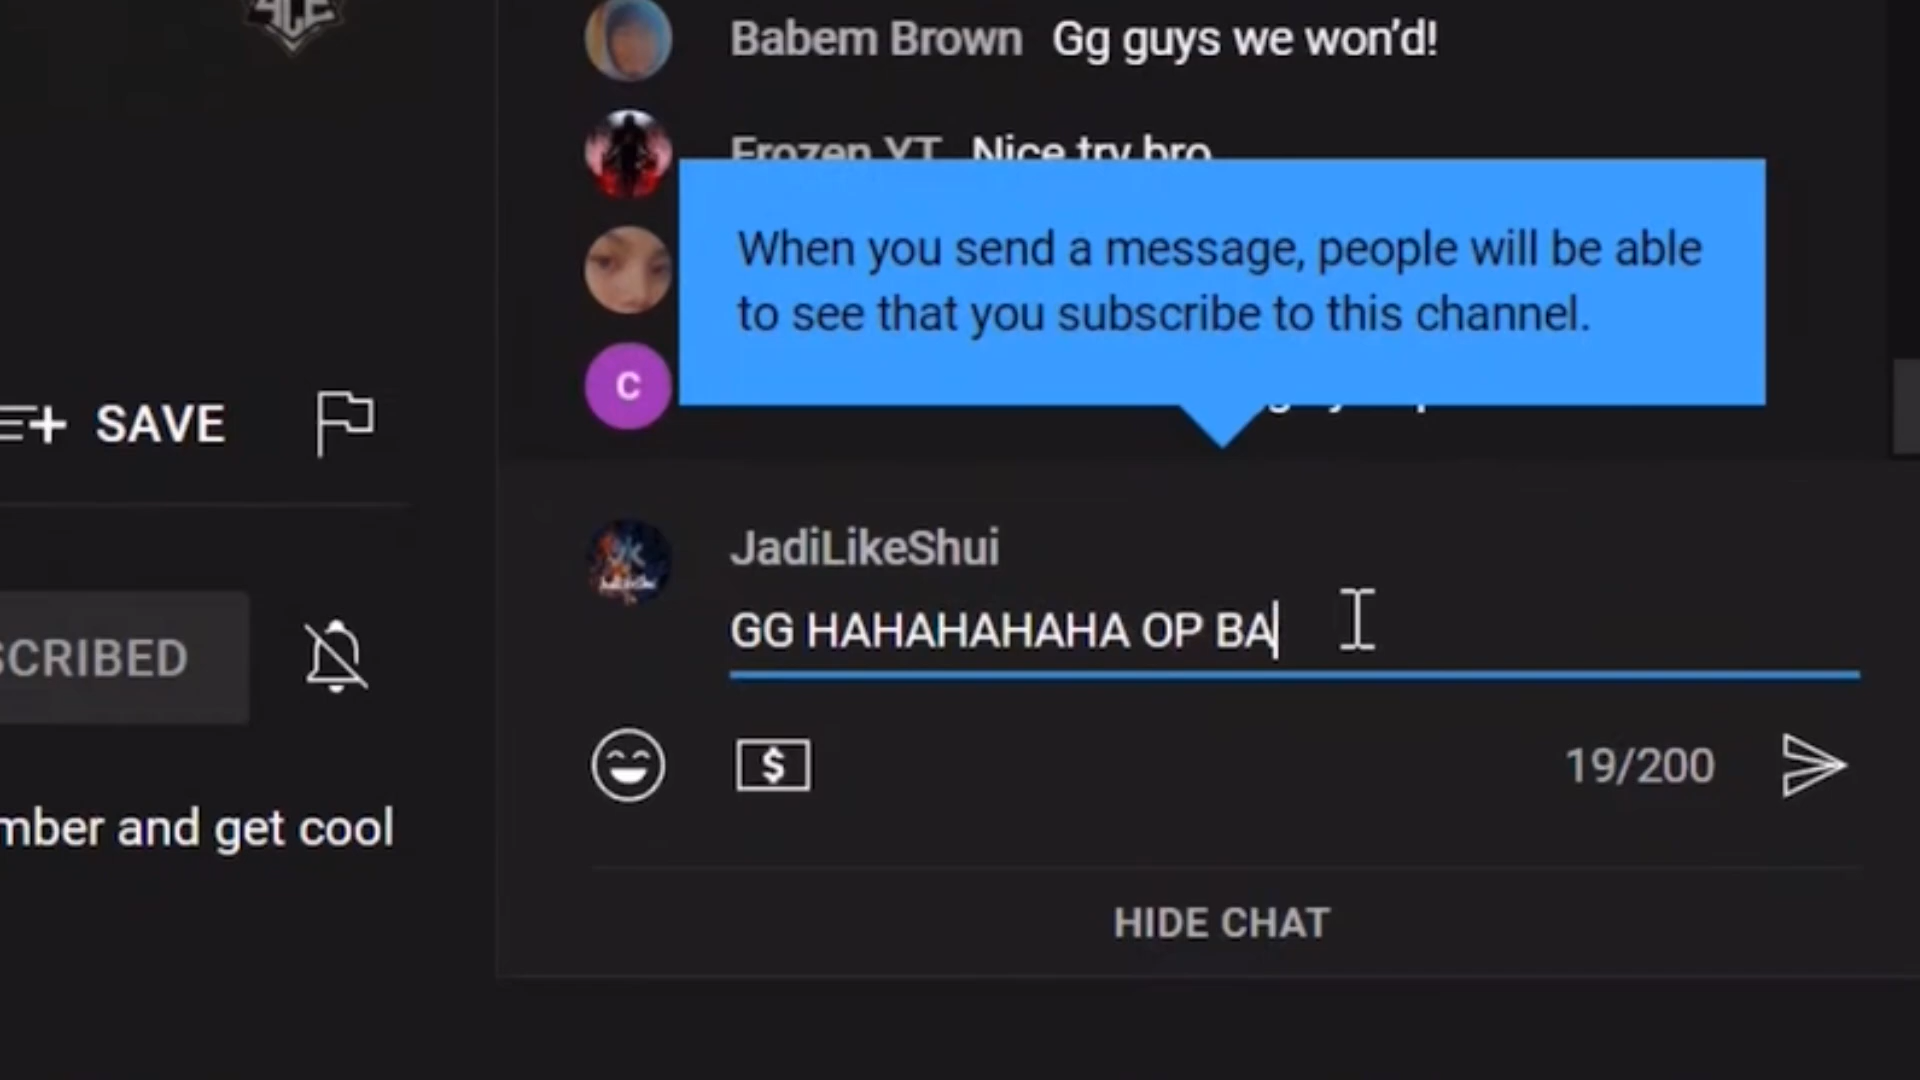 Babem Brown Gg guys we won’d!
Frozen YT Nice try bro
When you send a message, people will be able
to see that you subscribe to this channel.
C
SAVE
JadiLikeShui
GG HAHAHAHAHA OP BA
SCRIBED
19/200
mber and get cool
HIDE CHAT